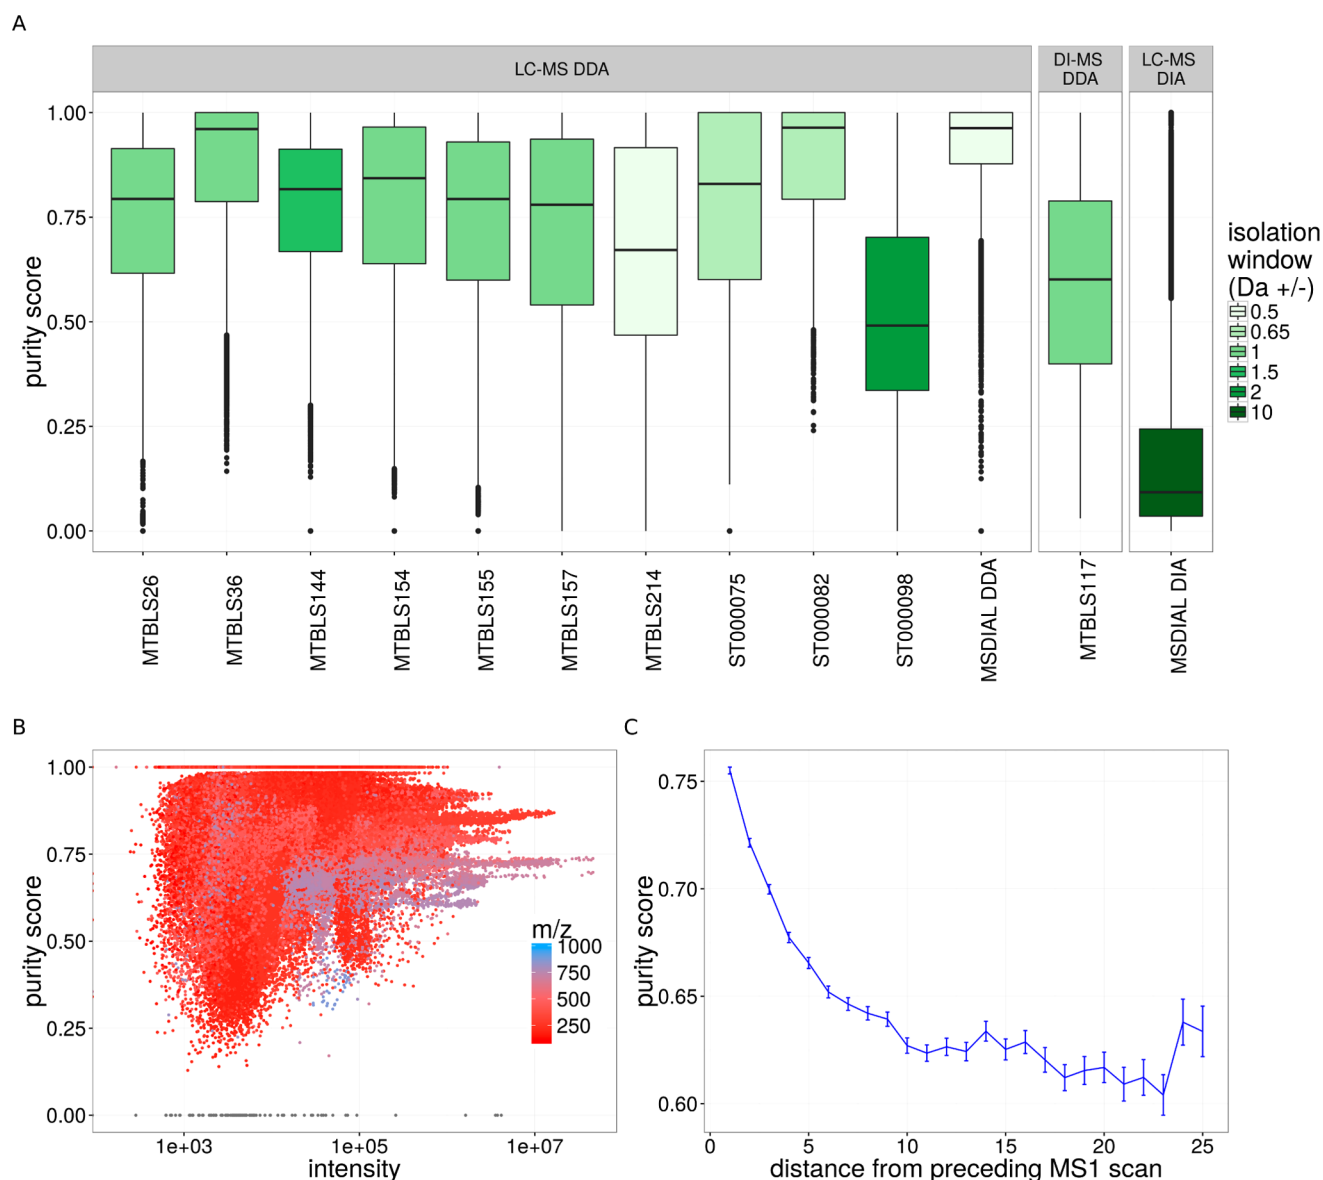 A
LC-MS DDA
DI-MS
DDA
LC-MS
DIA
purity score
1.00
0.75
0.50
0.25
0.00
MTBLS26
MTBLS36
MTBLS144
MTBLS154
MTBLS155
MTBLS157
MTBLS214
ST000075
ST000082
ST000098
MSDIAL DDA
MTBLS117
MSDIAL DIA
isolation
window
(Da +/-)
0.5
0.65
1
1.5
2
10
B
purity score
1.00
0.75
0.50
0.25
0.00
m/z
1000
750
500
250
1e+03
1e+05
1e+07
intensity
C
purity score
0.75
0.70
0.65
0.60
0
5
10
15
20
25
distance from preceding MS1 scan